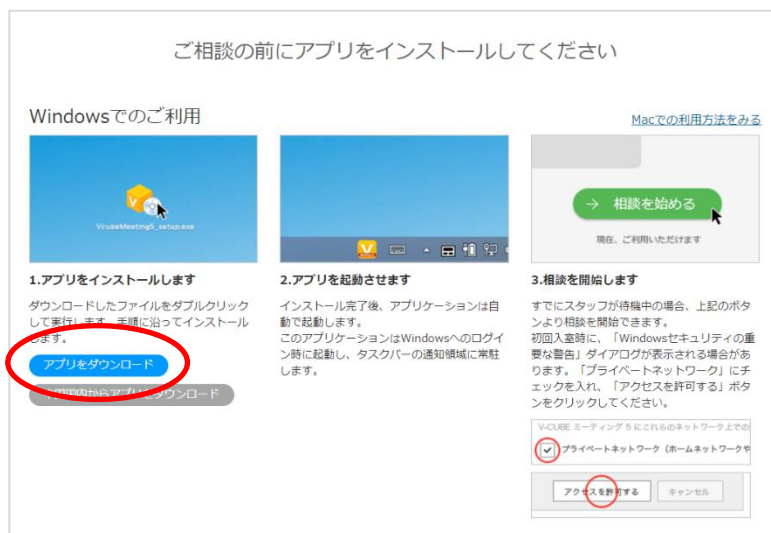 ご相談の前にアプリをインストールしてください
Windowsでのご利用
Macでの利用方法をみる
VcubeMeeting5_setup.exe
→ 相談を始める
現在、ご利用いただけます
1.アプリをインストールします
ダウンロードしたファイルをダブルクリック
して実行します。手順に沿ってインストール
します。
アプリをダウンロード
中国国内からアプリをダウンロード
2.アプリを起動させます
インストール完了後、アプリケーションは自
動で起動します。
このアプリケーションはWindowsへのログイ
ン時に起動し、タスクバーの通知領域に常駐
します。
3.相談を開始します
すでにスタッフが待機中の場合、上記のボタ
ンより相談を開始できます。
初回入室時に、「Windowsセキュリティの重
要な警告」ダイアログが表示される場合があ
ります。「プライベートネットワーク」にチ
ェックを入れ、「アクセスを許可する」ボタ
ンをクリックしてください。
V-CUBE ミーティング 5 にこれらのネットワーク上での
プライベートネットワーク（ホームネットワークや
アクセスを許可する
キャンセル